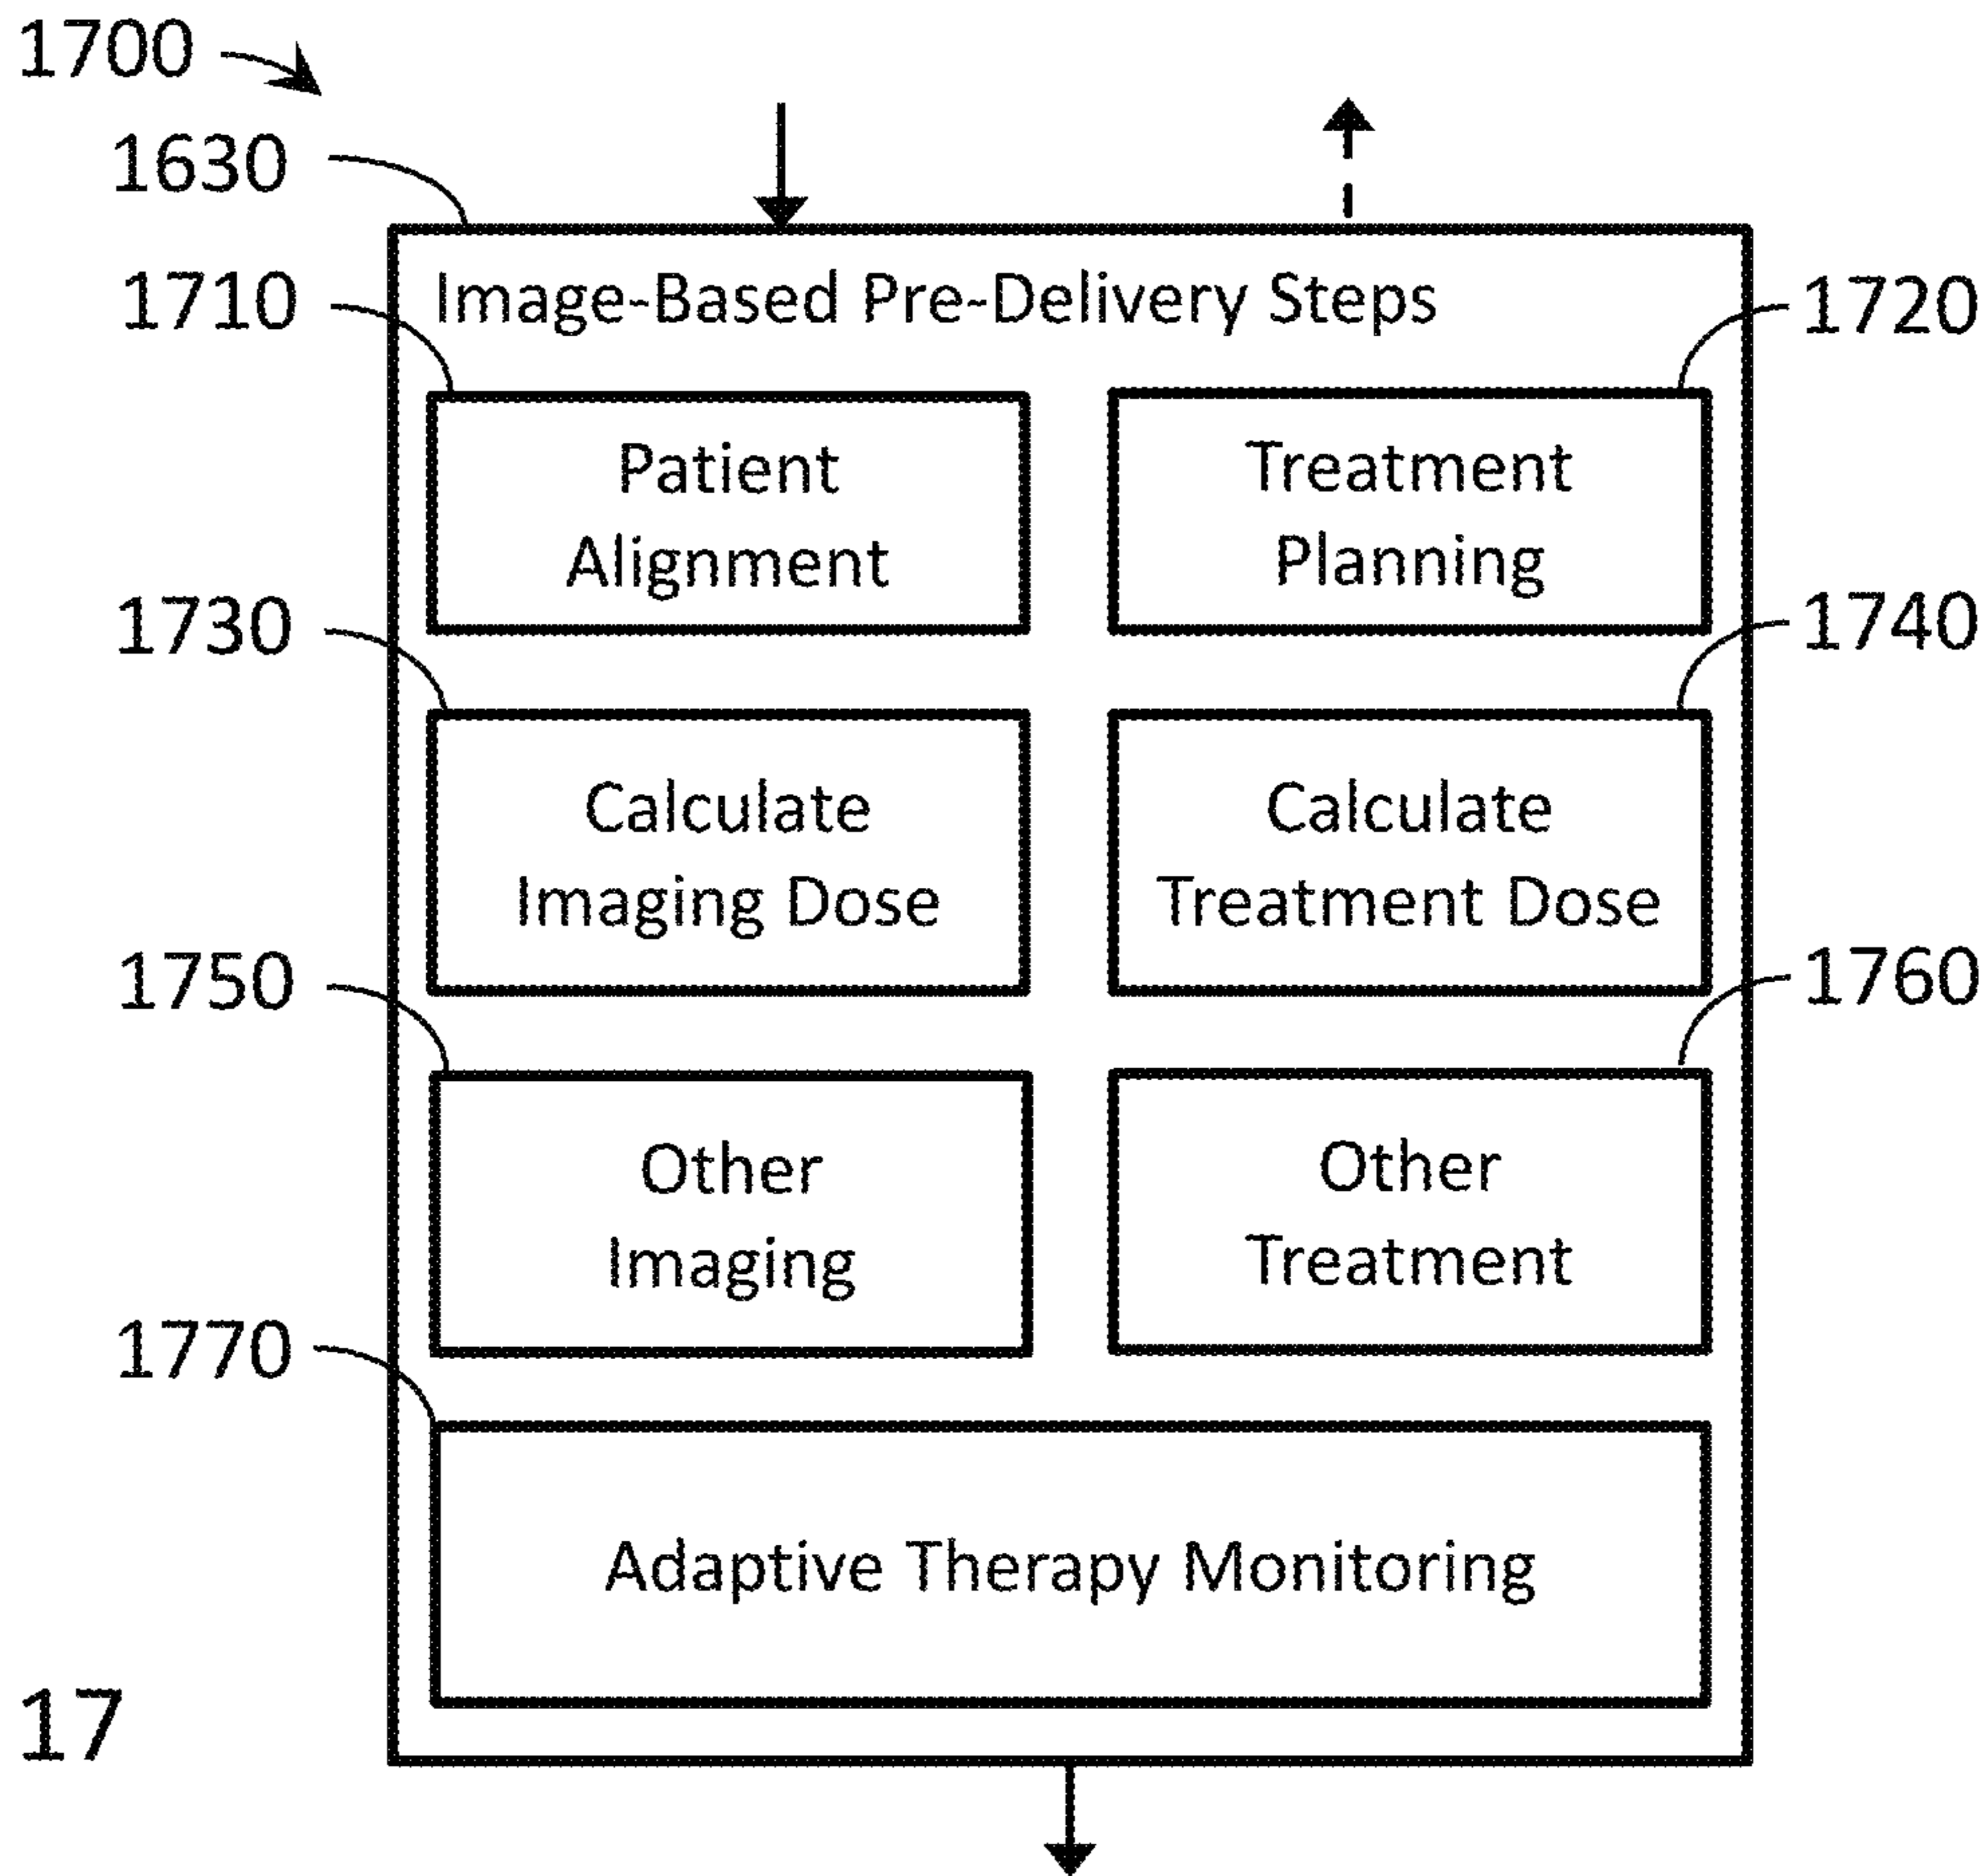 1700
1630
1710
Image-Based Pre-Delivery Steps
1720
Patient
Alignment
Treatment
Planning
1730
1740
Calculate
Imaging Dose
Calculate
Treatment Dose
1750
1760
Other
Imaging
Other
Treatment
1770
Adaptive Therapy Monitoring
17